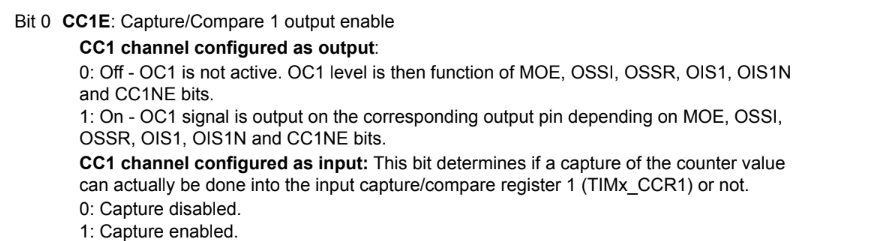 Bit 0 CC1E: Capture/Compare 1 output enable
CC1 channel configured as output:
0: Off - OC1 is not active. OC1 level is then function of MOE, OSSI, OSSR, OIS1, OIS1N
and CC1NE bits.
1: On - OC1 signal is output on the corresponding output pin depending on MOE, OSSI,
OSSR, OIS1, OIS1N and CC1NE bits.
CC1 channel configured as input: This bit determines if a capture of the counter value
can actually be done into the input capture/compare register 1 (TIMx_CCR1) or not.
0: Capture disabled.
1: Capture enabled.